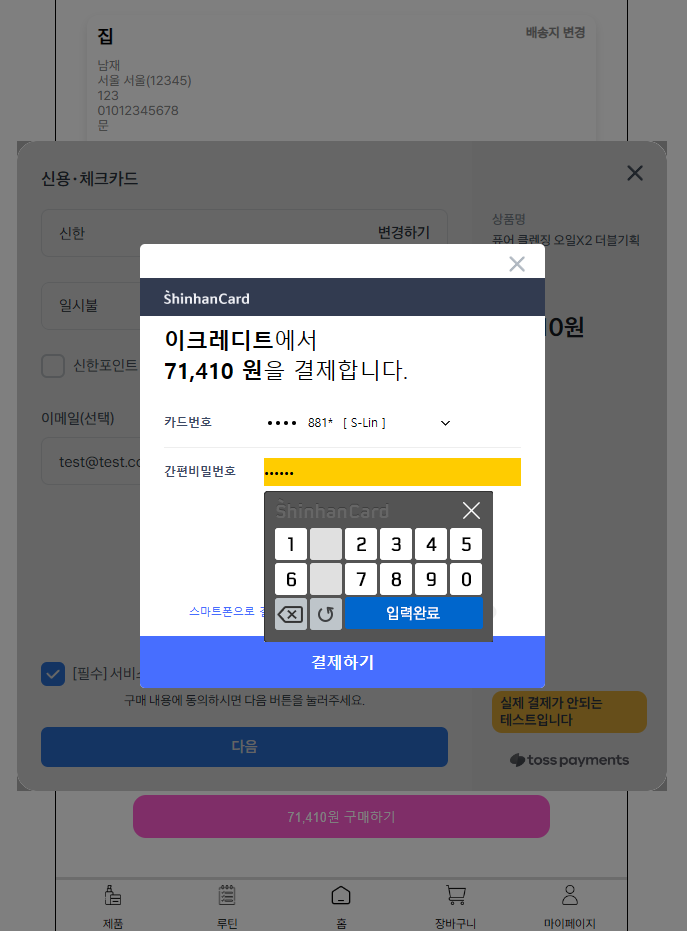 집
배송지 변경
남재
서울 서울(12345)
123
01012345678
문
신용·체크카드
신한
변경하기
상품명
퓨어 클렌징 오일X2 더블기획
일시불
0원
신한포인트
이메일(선택)
test@test.co
ShinhanCard
이크레디트에서
71,410 원을 결제합니다.
카드번호
•••• 881* [ S-Lin ]
간편비밀번호
••••••
ShinhanCard
1 2 3 4 5
6 7 8 9 0
입력완료
스마트폰으로
결제하기
[필수] 서비스
구매 내용에 동의하시면 다음 버튼을 눌러주세요.
다음
실제 결제가 안되는
테스트입니다
toss payments
71,410원 구매하기
제품
루틴
홈
장바구니
마이페이지